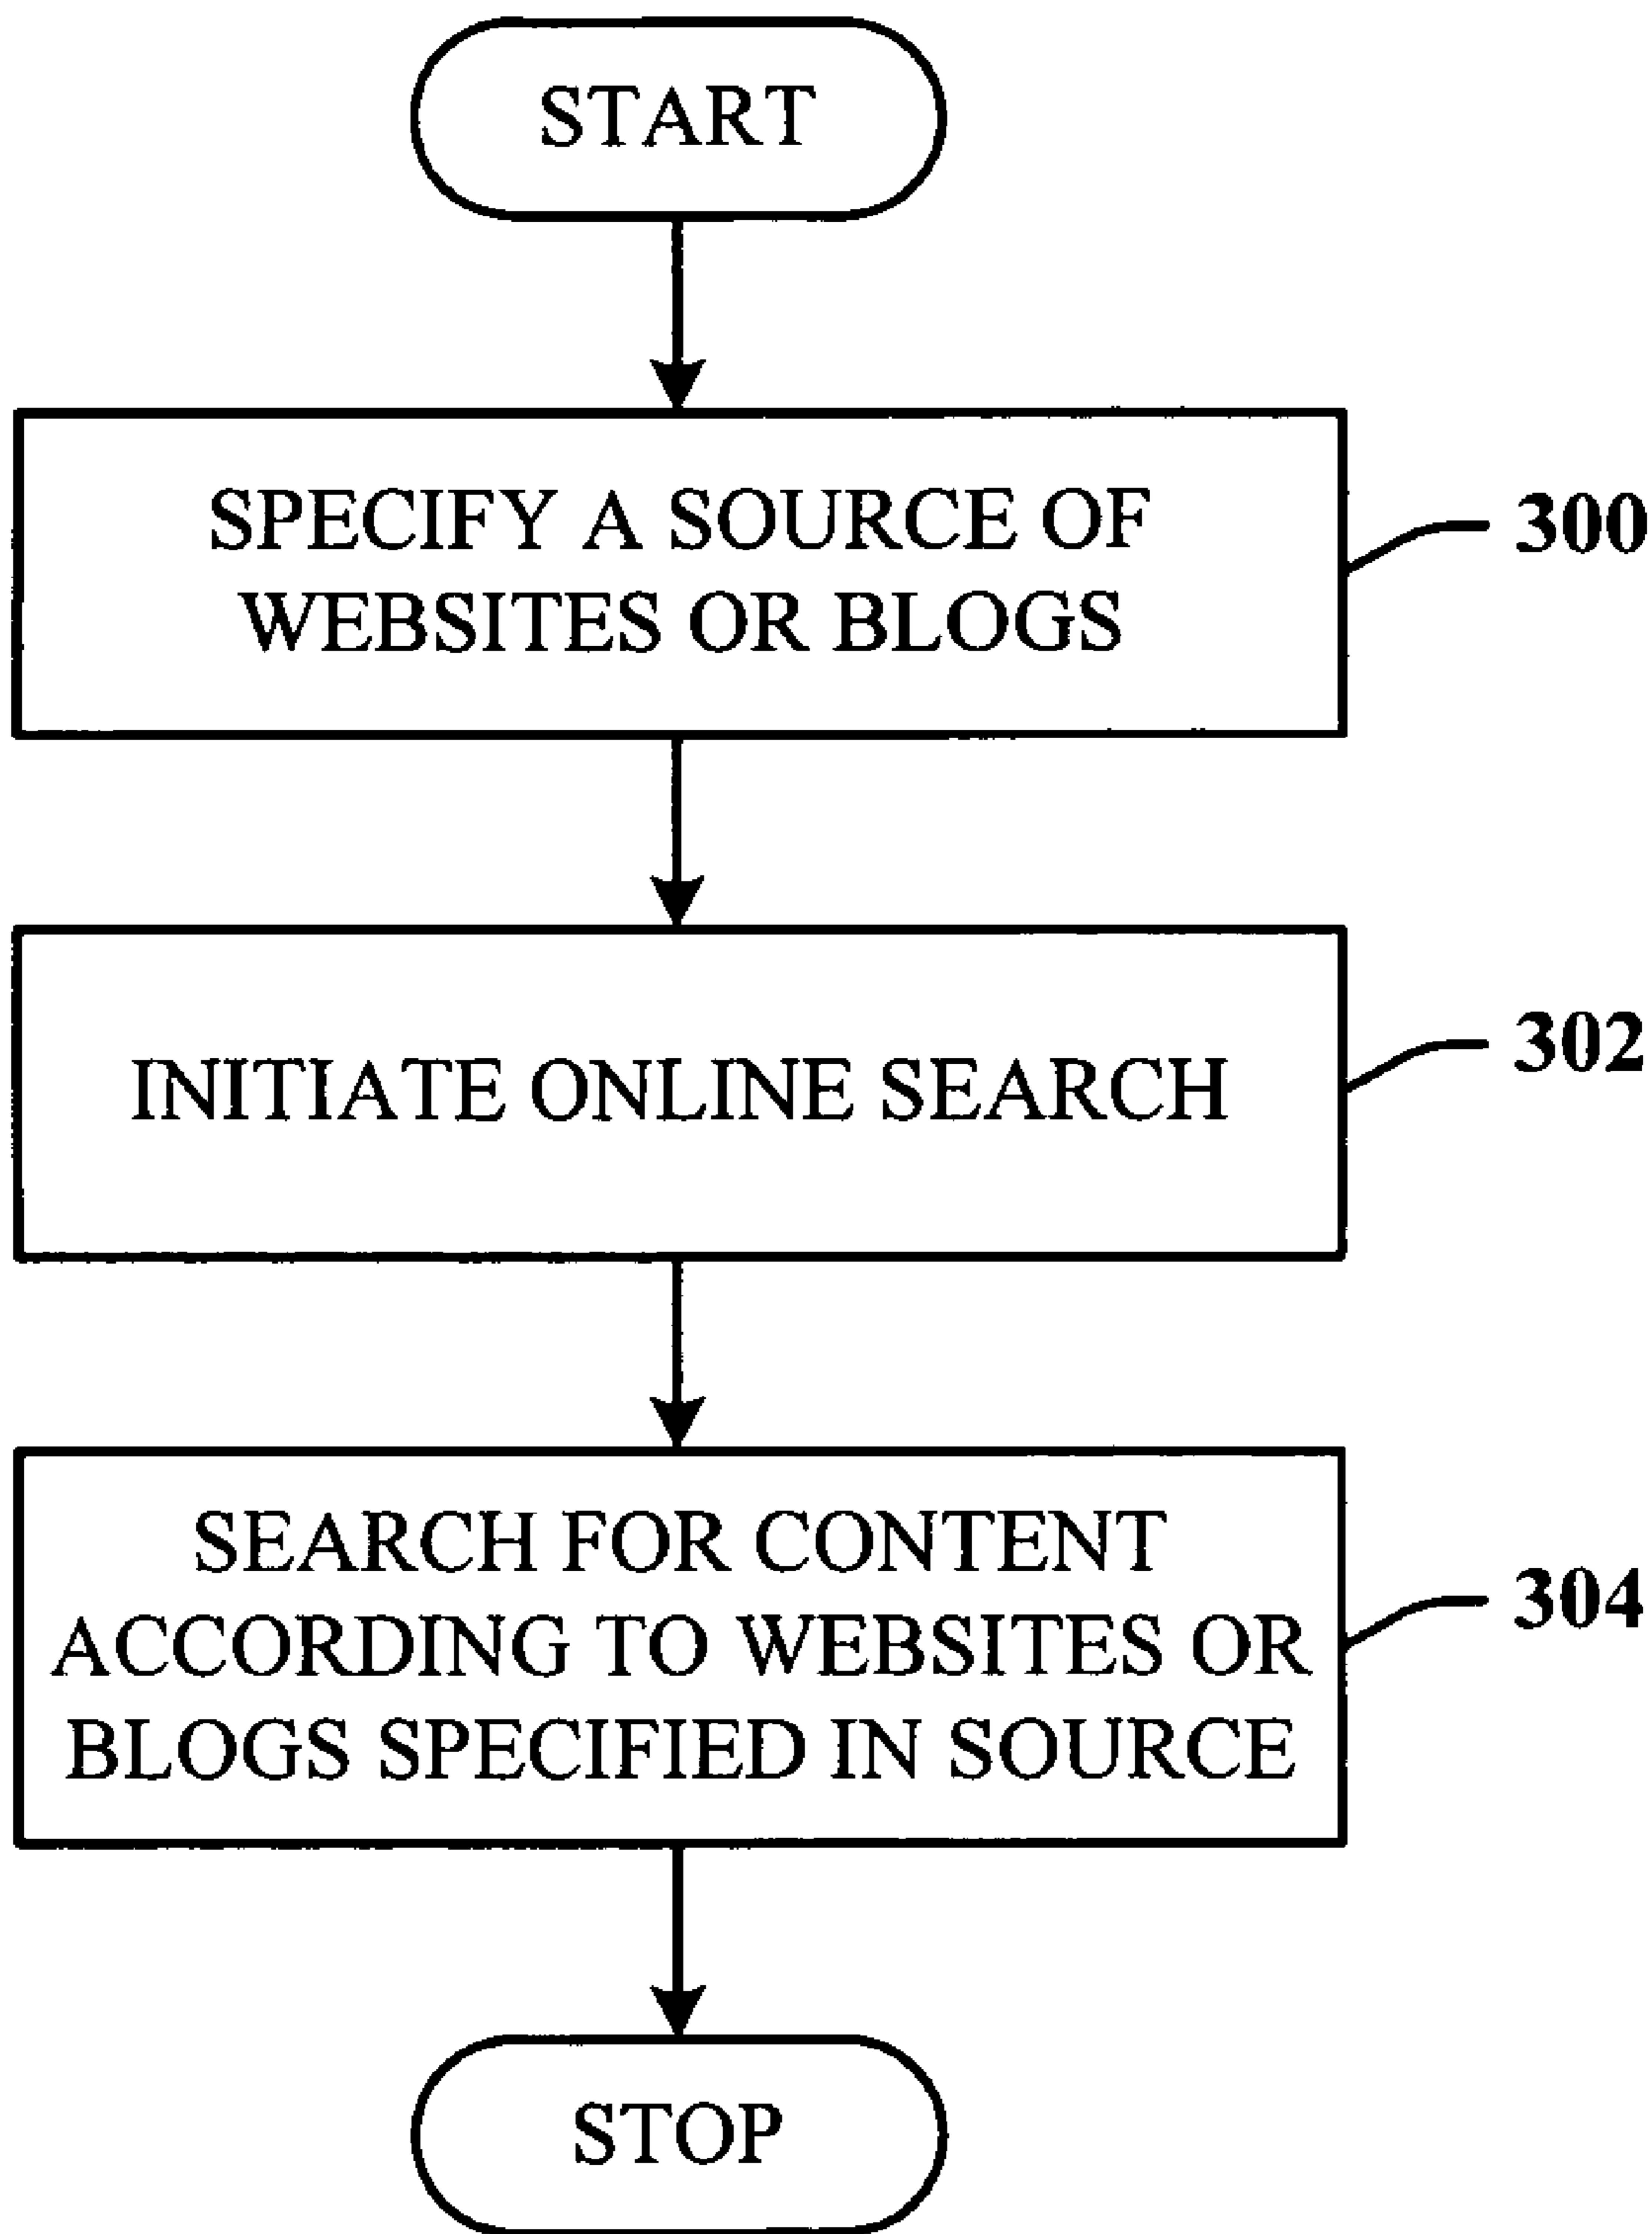 START
SPECIFY A SOURCE OF
WEBSITES OR BLOGS
300
INITIATE ONLINE SEARCH
302
SEARCH FOR CONTENT
ACCORDING TO WEBSITES OR
BLOGS SPECIFIED IN SOURCE
304
STOP